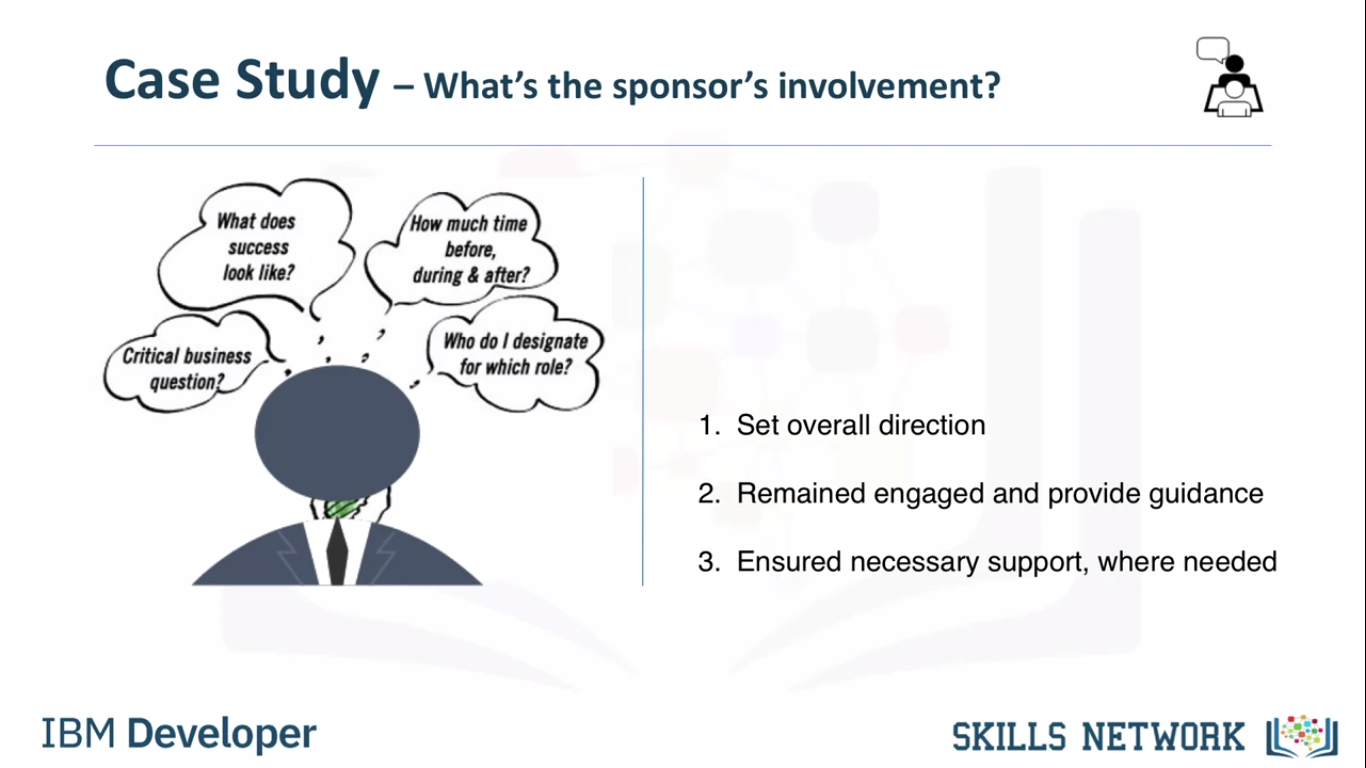 Case Study – What's the sponsor's involvement?
What does
success
look like?
How much time
before,
during & after?
Critical business
question?
Who do I designate
for which role?
1. Set overall direction
2. Remained engaged and provide guidance
3. Ensured necessary support, where needed
IBM Developer
SKILLS NETWORK